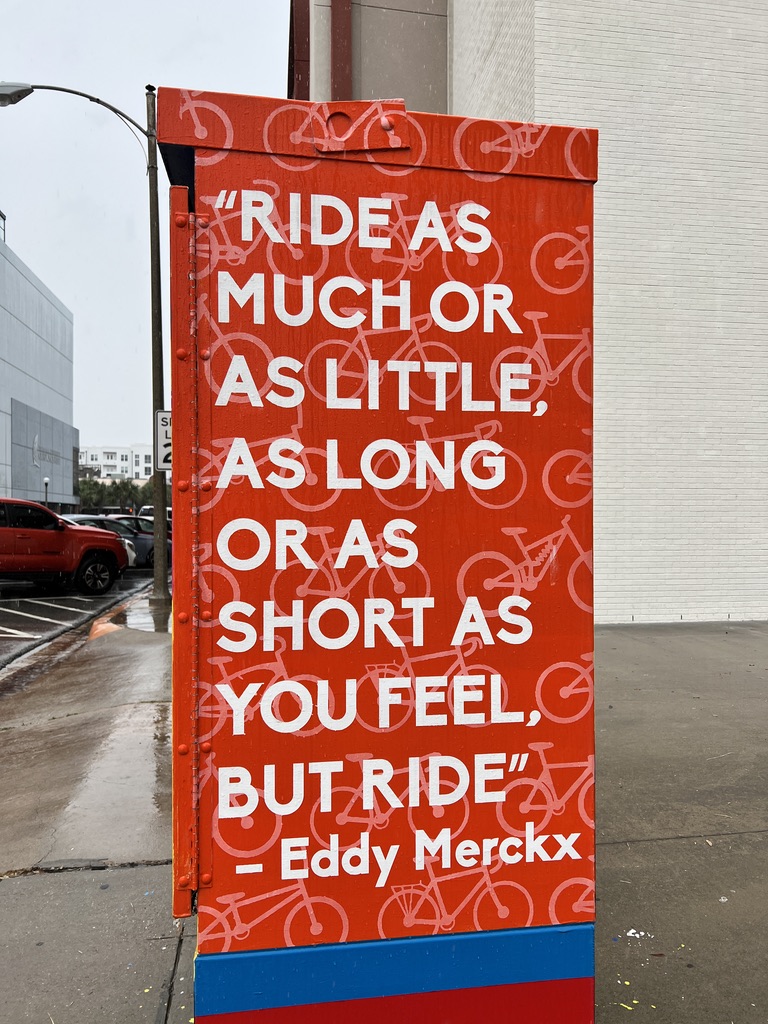 “RIDE AS
MUCH OR
AS LITTLE,
AS LONG
OR AS
SHORT AS
YOU FEEL,
BUT RIDE”
– Eddy Merckx